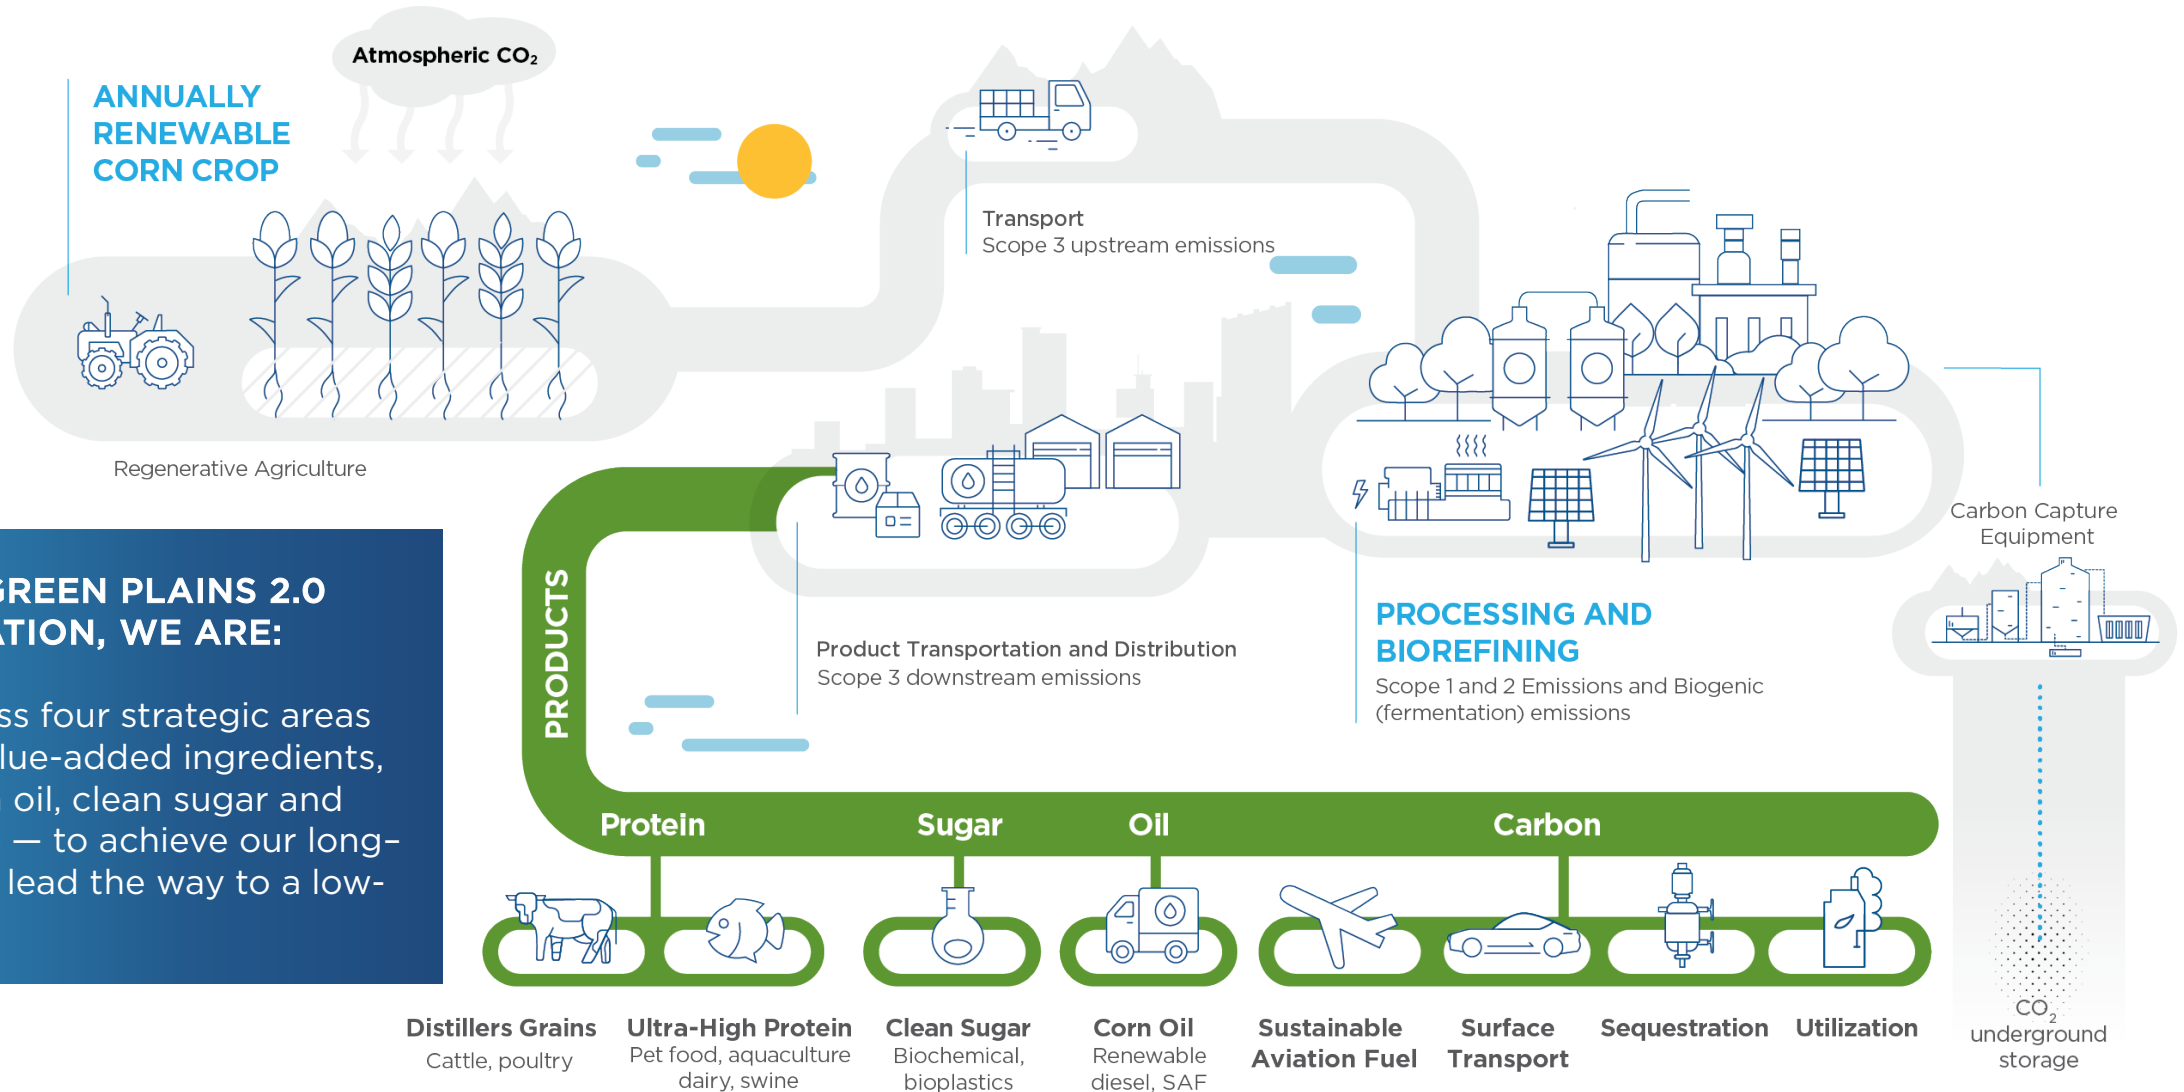 Atmospheric CO₂
ANNUALLY
RENEWABLE
CORN CROP
Transport
Scope 3 upstream emissions
Regenerative Agriculture
Carbon Capture
Equipment
GREEN PLAINS 2.0
WE ARE:
four strategic areas
ingredients,
oil, clean sugar and
— to achieve our long–
lead the way to a low-
PRODUCTS
Product Transportation and Distribution
Scope 3 downstream emissions
PROCESSING AND
BIOREFINING
Scope 1 and 2 Emissions and Biogenic
(fermentation) emissions
Protein
Sugar
Oil
Carbon
Distillers Grains
Cattle, poultry
Ultra-High Protein
Pet food, aquaculture
dairy, swine
Clean Sugar
Biochemical,
bioplastics
Corn Oil
Renewable
diesel, SAF
Sustainable
Aviation Fuel
Surface
Transport
Sequestration
Utilization
CO₂
underground
storage